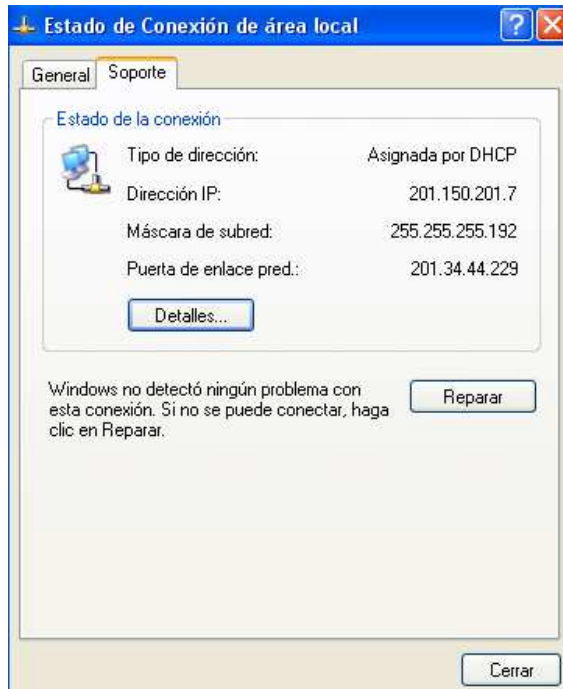 Estado de Conexión de área local
General
Soporte
Estado de la conexión
Tipo de dirección: Asignada por DHCP
Dirección IP: 201.150.201.7
Máscara de subred: 255.255.255.192
Puerta de enlace pred.: 201.34.44.229
Detalles...
Windows no detectó ningún problema con
esta conexión. Si no se puede conectar, haga
clic en Reparar.
Reparar
Cerrar